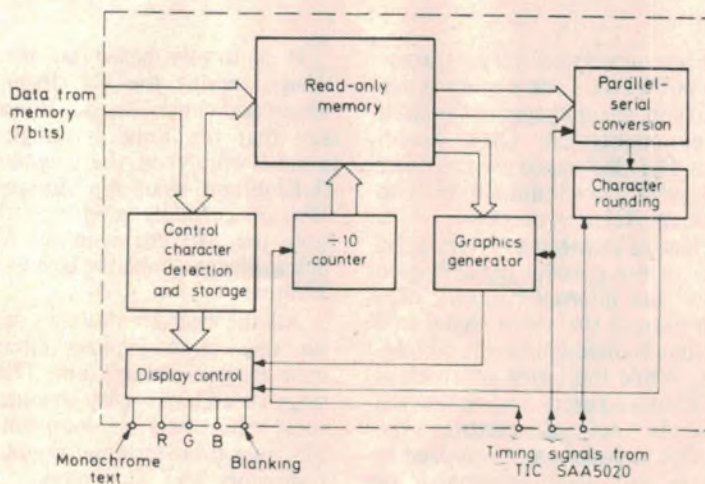 Data from
memory
(7 bits)
Read-only
memory
Parallel-
serial
conversion
Character
rounding
Control
character
detection
and storage
÷10
counter
Graphics
generator
Display control
R G B
Monochrome
text
Blanking
Timing signals from
TIC SAA5020